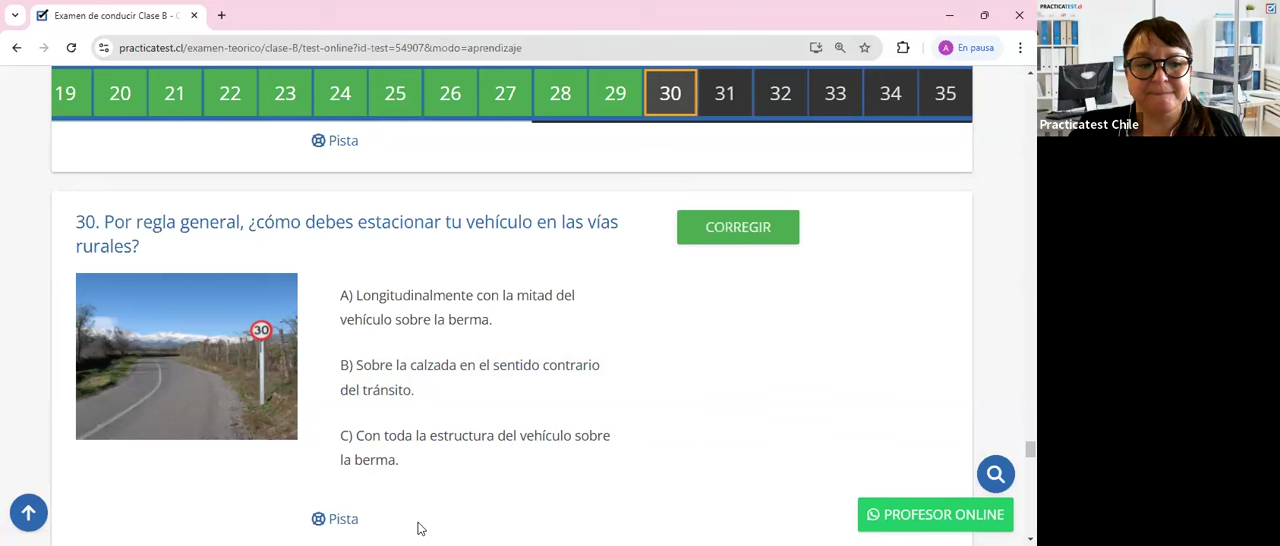 Examen de conducir Clase B - C
practicatest.cl/examen-teorico/clase-B/test-online?id-test=54907&modo=aprendizaje
A
En pausa
PRACTICATEST.cl
Practicatest Chile
19 20 21 22 23 24 25 26 27 28 29 30 31 32 33 34 35
Pista
30. Por regla general, ¿cómo debes estacionar tu vehículo en las vías
rurales?
CORREGIR
30
A) Longitudinalmente con la mitad del
vehículo sobre la berma.
B) Sobre la calzada en el sentido contrario
del tránsito.
C) Con toda la estructura del vehículo sobre
la berma.
Pista
PROFESOR ONLINE